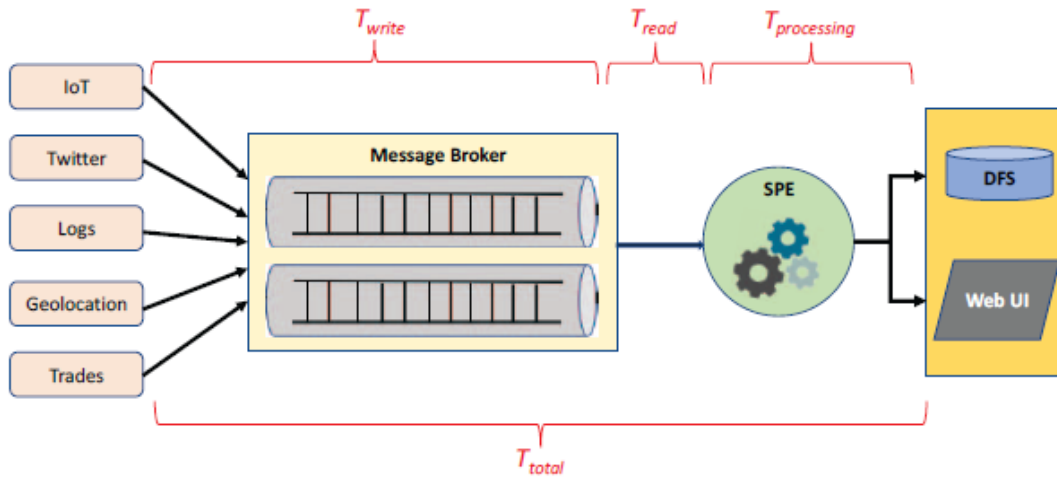 T_write
T_read
T_processing
IoT
Twitter
Logs
Geolocation
Trades
Message Broker
SPE
DFS
Web UI
T_total